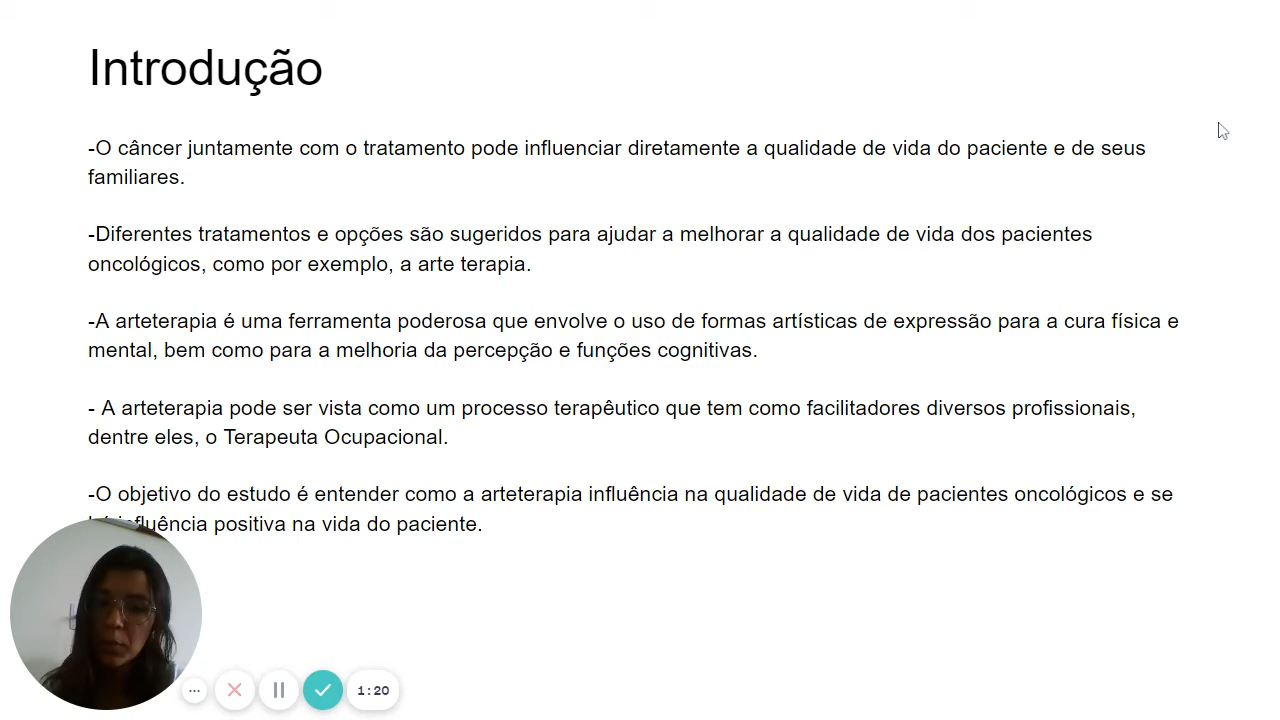 Introdução
-O câncer juntamente com o tratamento pode influenciar diretamente a qualidade de vida do paciente e de seus
familiares.
-Diferentes tratamentos e opções são sugeridos para ajudar a melhorar a qualidade de vida dos pacientes
oncológicos, como por exemplo, a arte terapia.
-A arteterapia é uma ferramenta poderosa que envolve o uso de formas artísticas de expressão para a cura física e
mental, bem como para a melhoria da percepção e funções cognitivas.
- A arteterapia pode ser vista como um processo terapêutico que tem como facilitadores diversos profissionais,
dentre eles, o Terapeuta Ocupacional.
-O objetivo do estudo é entender como a arteterapia influência na qualidade de vida de pacientes oncológicos e se
influência positiva na vida do paciente.
1:20